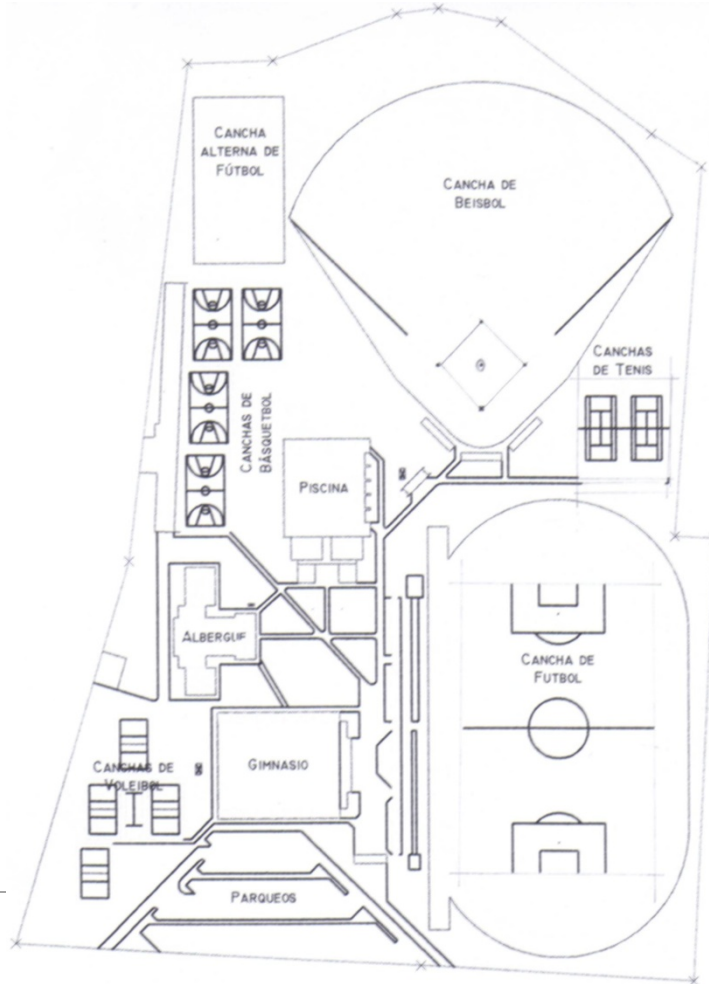 CANCHA
ALTERNA DE
FÚTBOL
CANCHA DE
BEISBOL
CANCHAS
DE TENIS
CANCHAS DE
BÁSQUETBOL
PISCINA
ALBERGUE
CANCHA DE
FUTBOL
GIMNASIO
CANCHAS DE
VOLEIBOL
PARQUEOS